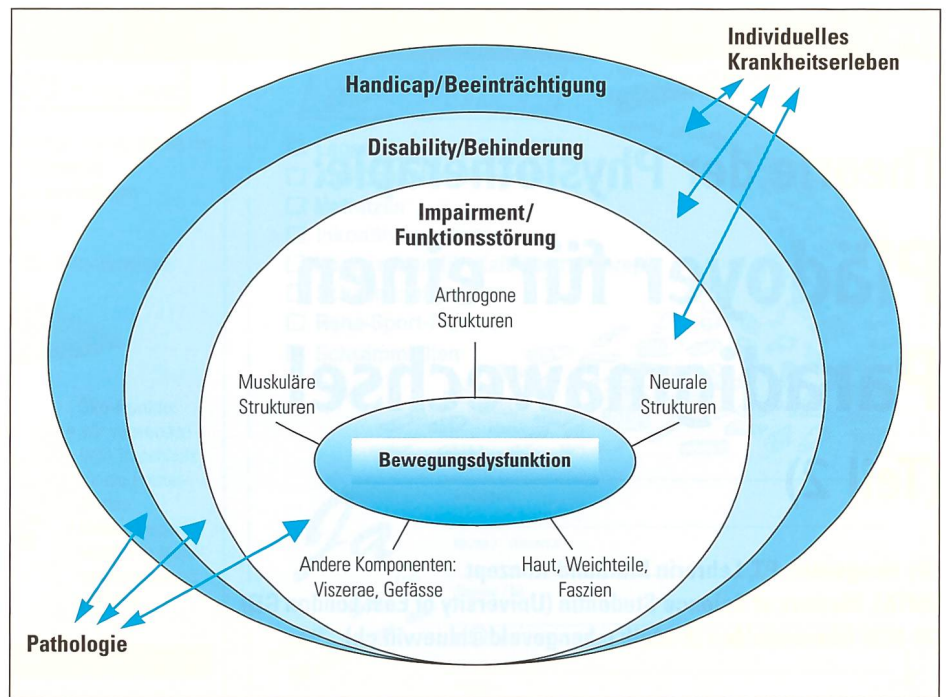 Individuelles
Krankheitserleben
Handicap/Beeinträchtigung
Disability/Behinderung
Impairment/
Funktionsstörung
Arthrogone
Strukturen
Muskuläre
Strukturen
Neurale
Strukturen
Bewegungsdysfunktion
Andere Komponenten:
Viszerae, Gefässe
Haut, Weichteile,
Faszien
Pathologie